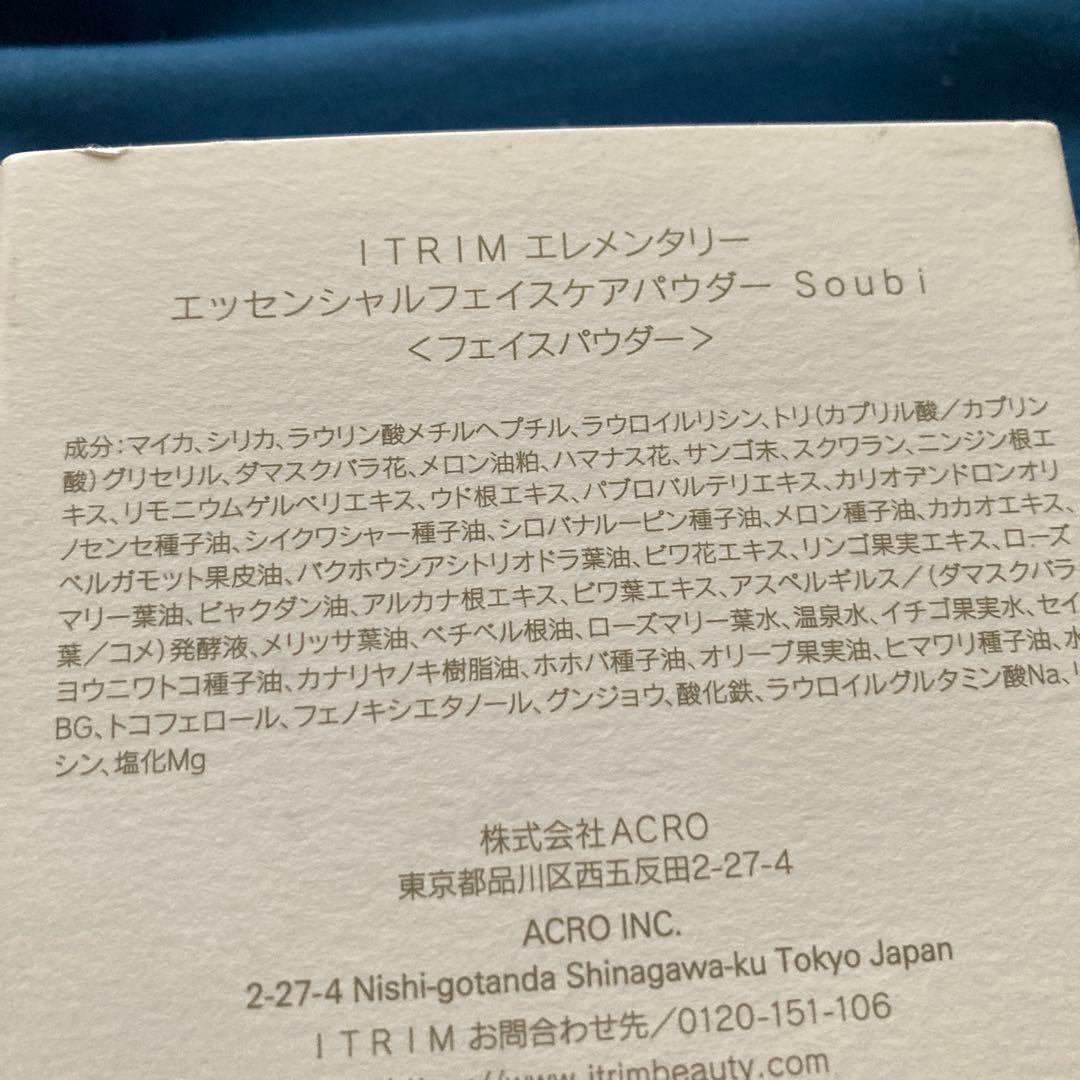 ITRIM エレメンタリー
エッセンシャルフェイスケアパウダー Soubi
＜フェイスパウダー＞
成分：マイカ、シリカ、ラウリン酸メチルヘプチル、ラウロイルリシン、トリ（カプリル酸／カプリン
酸）グリセリル、ダマスクバラ花、メロン油粕、ハマナス花、サンゴ末、スクワラン、ニンジン根エ
キス、リモニウムゲルベリエキス、ウド根エキス、パブロバルテリエキス、カリオデンドロンオリ
ノセンセ種子油、シイクワシャー種子油、シロバナルーピン種子油、メロン種子油、カカオエキス、
ベルガモット果皮油、バクホウシアシトリオドラ葉油、ビワ花エキス、リンゴ果実エキス、ローズ
マリー葉油、ビャクダン油、アルカナ根エキス、ビワ葉エキス、アスペルギルス／（ダマスクバラ
葉／コメ）発酵液、メリッサ葉油、ベチベル根油、ローズマリー葉水、温泉水、イチゴ果実水、セイ
ヨウニワトコ種子油、カナリヤノキ樹脂油、ホホバ種子油、オリーブ果実油、ヒマワリ種子油、水
BG、トコフェロール、フェノキシエタノール、グンジョウ、酸化鉄、ラウロイルグルタミン酸Na、
シン、塩化Mg
株式会社ACRO
東京都品川区西五反田2-27-4
ACRO INC.
2-27-4 Nishi-gotanda Shinagawa-ku Tokyo Japan
ITRIM お問合わせ先／0120-151-106
www.itrimbeauty.com